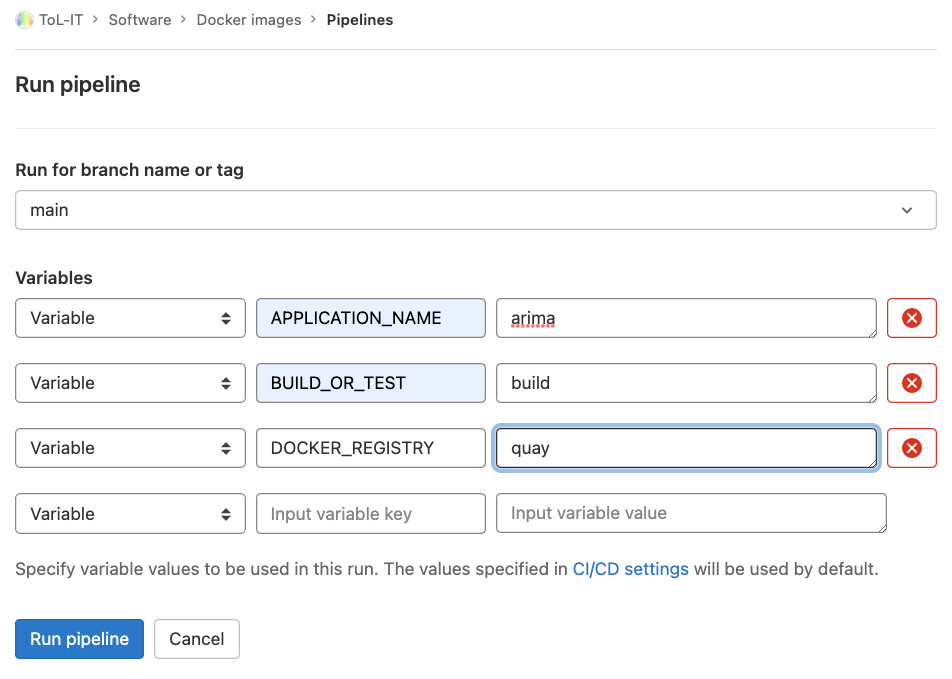 ToL-IT > Software > Docker images > Pipelines
Run pipeline
Run for branch name or tag
main
Variables
Variable APPLICATION_NAME arima
Variable BUILD_OR_TEST build
Variable DOCKER_REGISTRY quay
Variable Input variable key Input variable value
Specify variable values to be used in this run. The values specified in CI/CD settings will be used by default.
Run pipeline Cancel